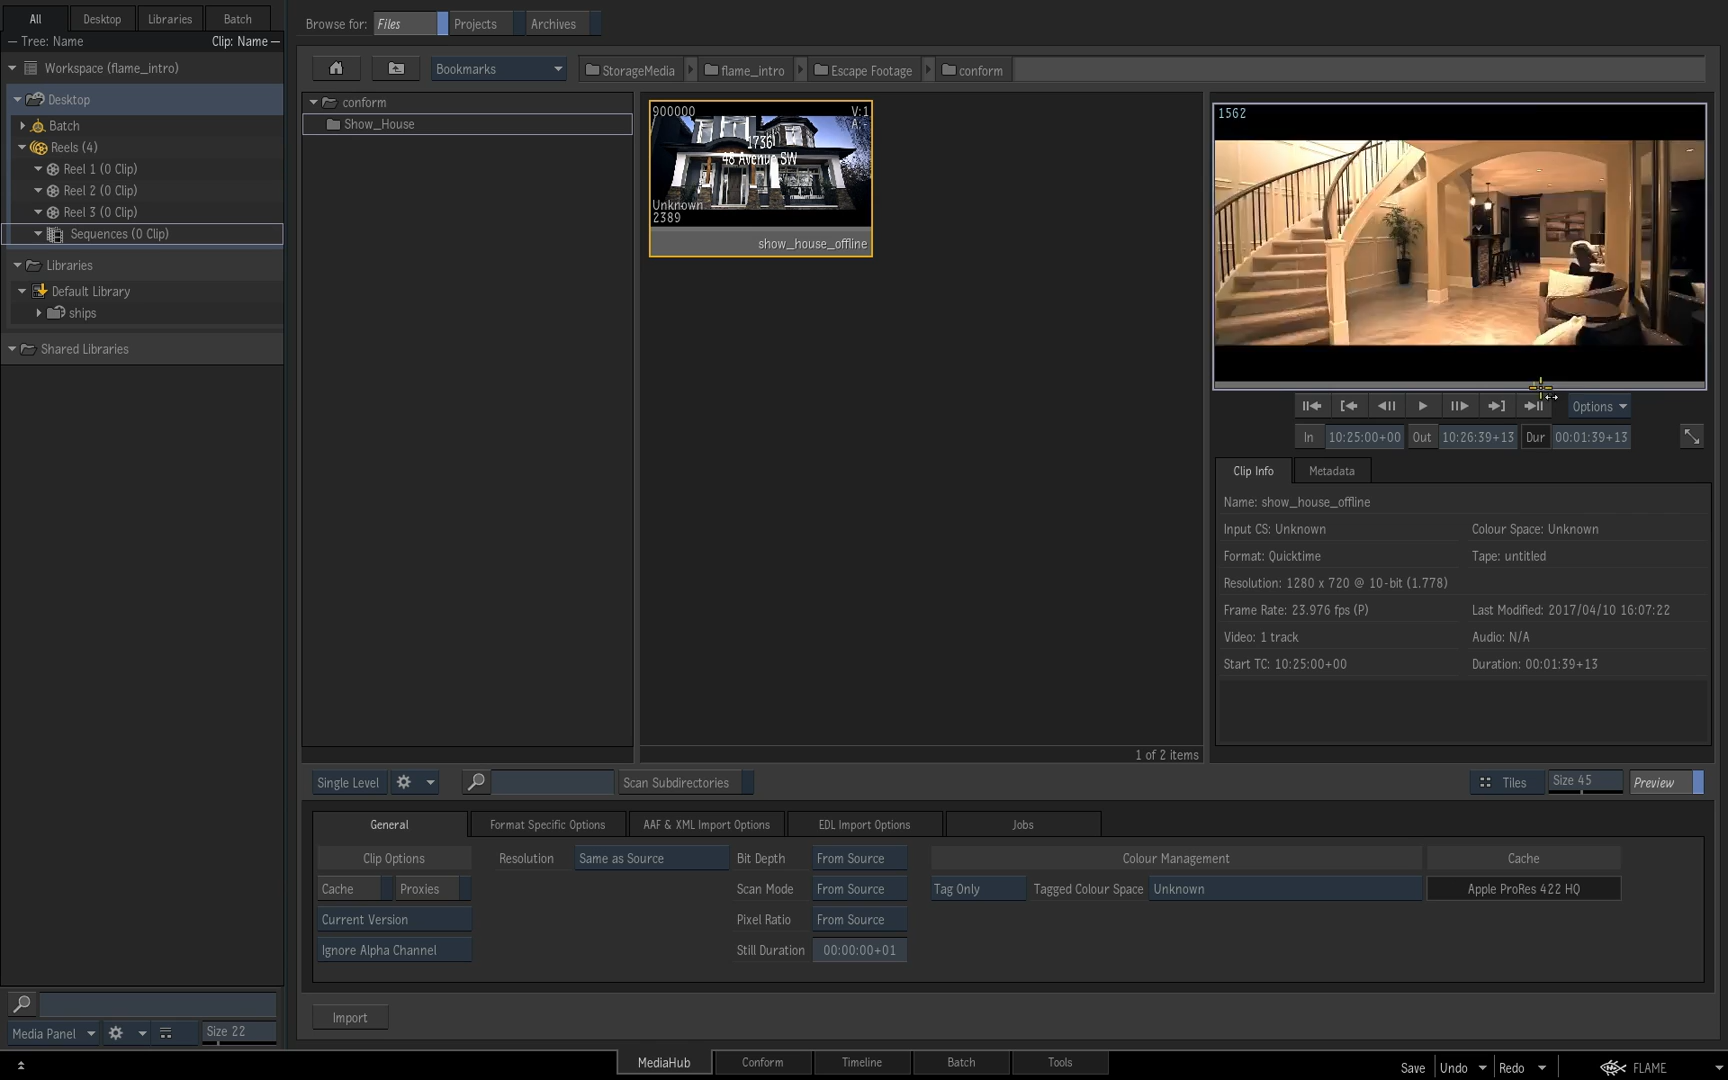 All Desktop Libraries Batch
Tree: Name Clip: Name
Workspace (flame_intro)
Desktop
Batch
Reels (4)
Reel 1 (0 Clip)
Reel 2 (0 Clip)
Reel 3 (0 Clip)
Sequences (0 Clip)
Libraries
Default Library
ships
Shared Libraries
Media Panel Size 22
Browse for: Files Projects Archives
Bookmarks StorageMedia flame_intro Escape Footage conform
conform
Show_House
900000 V:1
A:-
1736
48 Avenue SW
Unknown
2389
show_house_offline
1 of 2 items
1562
Options
In 10:25:00+00 Out 10:26:39+13 Dur 00:01:39+13
Clip Info Metadata
Name: show_house_offline
Input CS: Unknown Colour Space: Unknown
Format: Quicktime Tape: untitled
Resolution: 1280 x 720 @ 10-bit (1.778)
Frame Rate: 23.976 fps (P) Last Modified: 2017/04/10 16:07:22
Video: 1 track Audio: N/A
Start TC: 10:25:00+00 Duration: 00:01:39+13
Single Level Scan Subdirectories Tiles Size 45 Preview
General Format Specific Options AAF & XML Import Options EDL Import Options Jobs
Clip Options Resolution Same as Source Bit Depth From Source Colour Management Cache
Cache Proxies Scan Mode From Source Tag Only Tagged Colour Space Unknown Apple ProRes 422 HQ
Current Version Pixel Ratio From Source
Ignore Alpha Channel Still Duration 00:00:00+01
Import
MediaHub Conform Timeline Batch Tools
Save Undo Redo FLAME